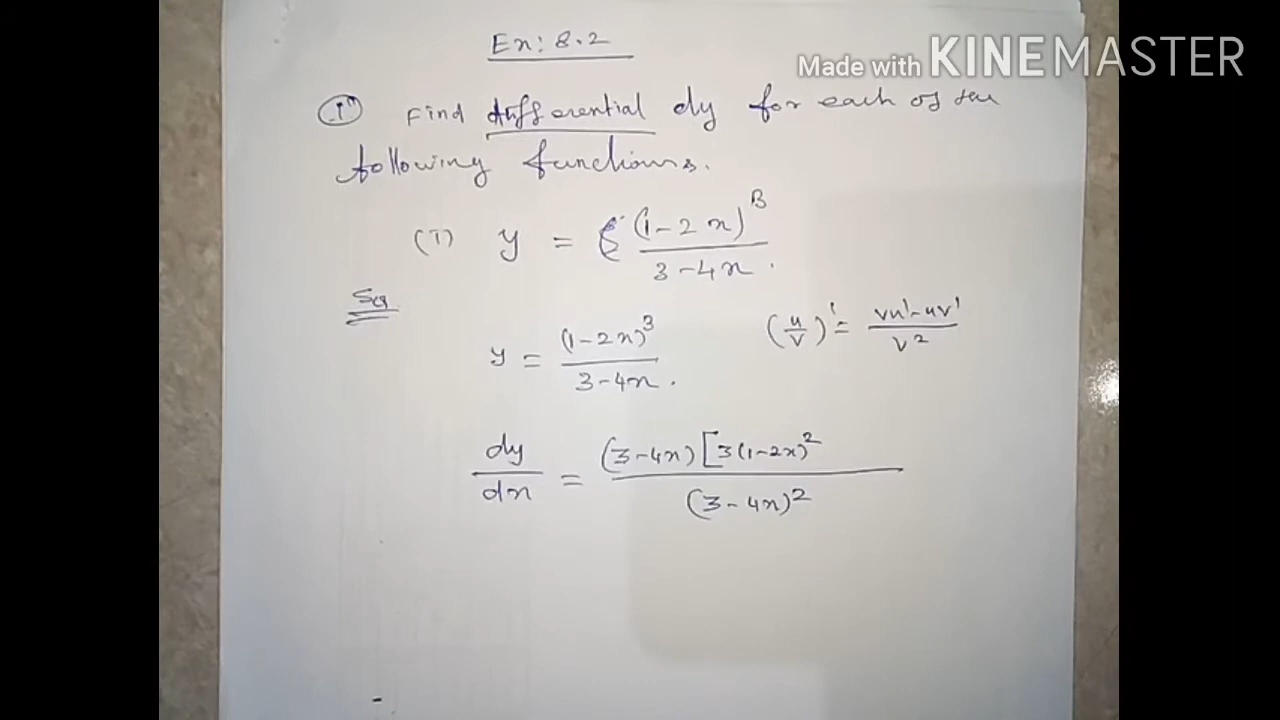 Made with KINEMASTER
Ex: 8.2
1" Find differential dy for each of the
following functions.
(I) y = (1-2x)^3 / 3-4x.
Sol
y = (1-2x)^3 / 3-4x. (u/v)' = vu'-uv' / v^2
dy/dx = (3-4x)[3(1-2x)^2 / (3-4x)^2